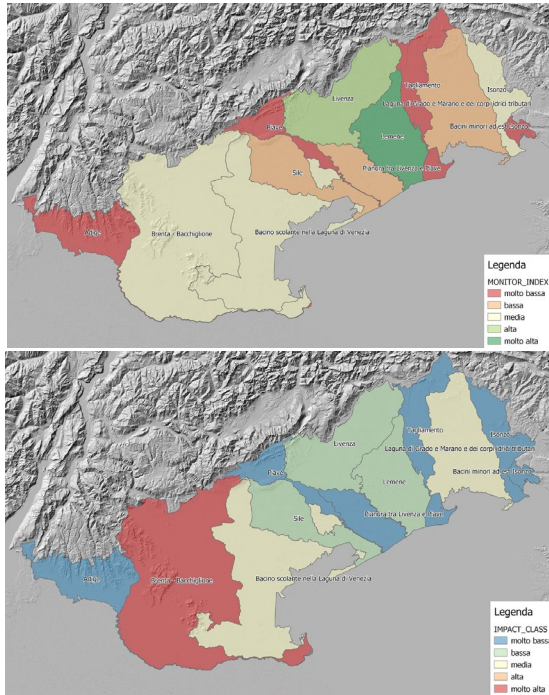 Livenza
Tagliamento
Isonzo
Laguna di Grado e Marano e dei corpi idrici tributari
Piave
Lemene
Bacini minori ad est Isonzo
Sile
Pianura tra Livenza e Piave
Adige
Brenta - Bacchiglione
Bacino scolante nella Laguna di Venezia
Legenda
MONITOR_INDEX
molto bassa
bassa
media
alta
molto alta
Tagliamento
Isonzo
Livenza
Laguna di Grado e Marano e dei corpi idrici tributari
Piave
Lemene
Bacini minori ad est Isonzo
Sile
Pianura tra Livenza e Piave
Adige
Brenta - Bacchiglione
Bacino scolante nella Laguna di Venezia
Legenda
IMPACT_CLASS
molto bass
bassa
media
alta
molto alta